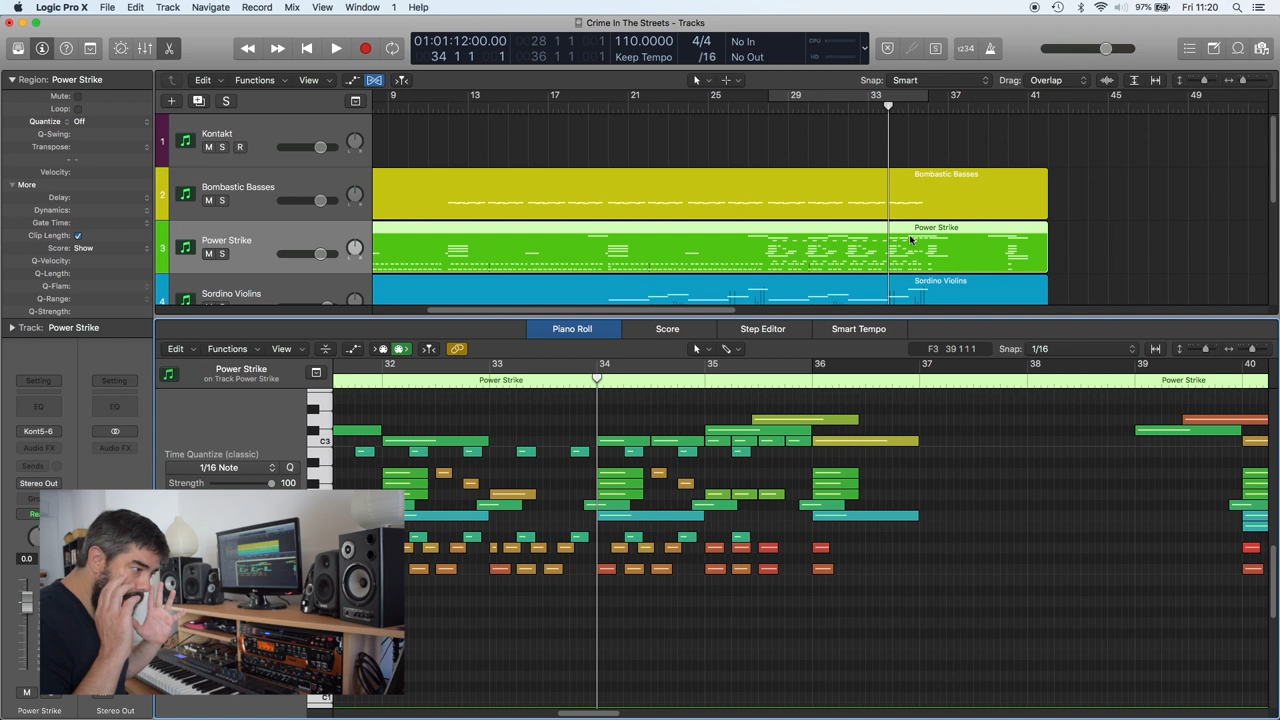 Logic Pro X File Edit Track Navigate Record Mix View Window 1 Help 97% Fri 11:20
Crime In The Streets - Tracks
01:01:12:00.00 28 1 1 1 110.0000 4/4 No In CPU
34 1 1 1 36 1 1 1 Keep Tempo /16 No Out
1234
Region: Power Strike
Edit Functions View Snap: Smart Drag: Overlap
Mute:
Loop:
Quantize Off
Q-Swing:
Transpose:
Velocity:
More
Delay:
Dynamics:
Gate Time:
Clip Length:
Score: Show
Q-Velocity:
Q-Length:
Q-Flam:
Q-Range:
Q-Strength:
Track: Power Strike
S
9 13 17 21 25 29 33 37 45 49
1 Kontakt
M S R
2 Bombastic Basses
M S
Bombastic Basses
3 Power Strike
M S
Power Strike
4 Sordino Violins
Sordino Violins
Piano Roll Score Step Editor Smart Tempo
Edit Functions View F3 39 1 1 1 Snap: 1/16
32 33 34 35 36 37 38 39 40
Power Strike
on Track Power Strike
Power Strike Power Strike
C3
Time Quantize (classic)
1/16 Note Q
Strength 100
C1
Setting Setting
EQ EQ
Kont5-6
Audio FX Audio FX
Sends
Stereo Out
0.0
M
Power Strike Stereo Out